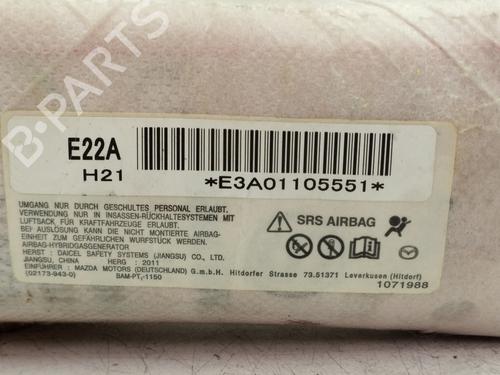 B-PARTS
E22A
H21
*E3A01105551*
UMGANG NUR DURCH GESCHULTES PERSONAL ERLAUBT.
VERWENDUNG NUR IN INSASSEN-RÜCKHALTESYSTEMEN MIT
LUFTSACK FÜR KRAFTFAHRZEUGE ERLAUBT.
BEI AUSLÖSUNG KANN DIE NICHT MONTIERTE AIRBAG-
EINHEIT ZUM GEFÄHRLICHEN WURFSTÜCK WERDEN.
AIRBAG-HYBRIDGASGENERATOR
HERST : DAICEL SAFETY SYSTEMS (JIANGSU) CO., LTD.
JIANGSU, CHINA HERG : 2011
EINFÜHRER : MAZDA MOTORS (DEUTSCHLAND) G.m.b.H. Hitdorfer Strasse 73.51371 Leverkusen (Hitdorf)
(02173-943-0) BAM-PT₁-1150
SRS AIRBAG
1071988